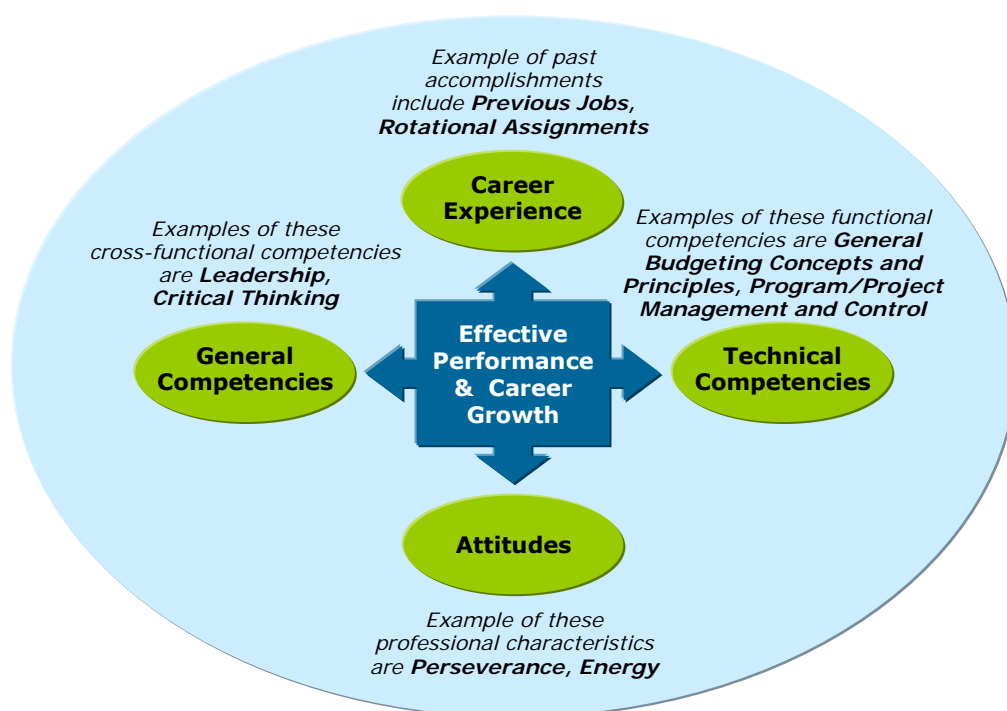 Example of past
accomplishments
include Previous Jobs,
Rotational Assignments
Career
Experience
Examples of these
cross-functional competencies
are Leadership,
Critical Thinking
General
Competencies
Examples of these functional
competencies are General
Budgeting Concepts and
Principles, Program/Project
Management and Control
Technical
Competencies
Effective
Performance
& Career
Growth
Attitudes
Example of these
professional characteristics
are Perseverance, Energy